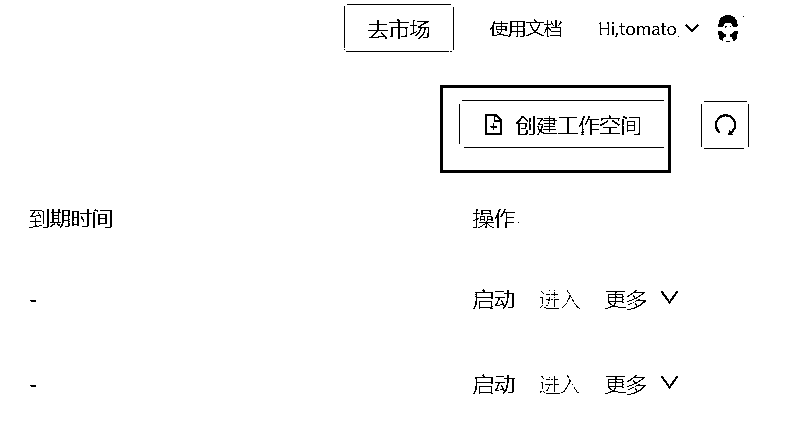 去市场 使用文档 Hi,tomato
创建工作空间
到期时间 操作
- 启动 进入 更多
- 启动 进入 更多